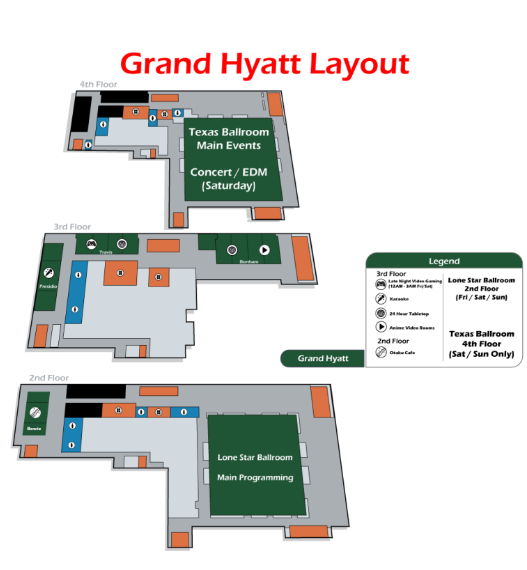 Grand Hyatt Layout
4th Floor
Texas Ballroom
Main Events
Concert / EDM
(Saturday)
3rd Floor
Travis
Bonham
Presidio
Legend
3rd Floor
Late Night Video Gaming
(12AM - 3AM Fri/Sat)
Karaoke
24 Hour Tabletop
Anime Video Rooms
2nd Floor
Otaku Cafe
Lone Star Ballroom
2nd Floor
(Fri / Sat / Sun)
Texas Ballroom
4th Floor
(Sat / Sun Only)
Grand Hyatt
2nd Floor
Bowie
Lone Star Ballroom
Main Programming